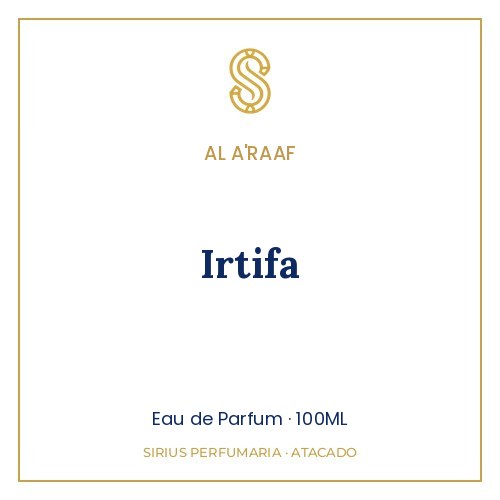 AL A'RAAF
Irtifa
Eau de Parfum · 100ML
SIRIUS PERFUMARIA · ATACADO